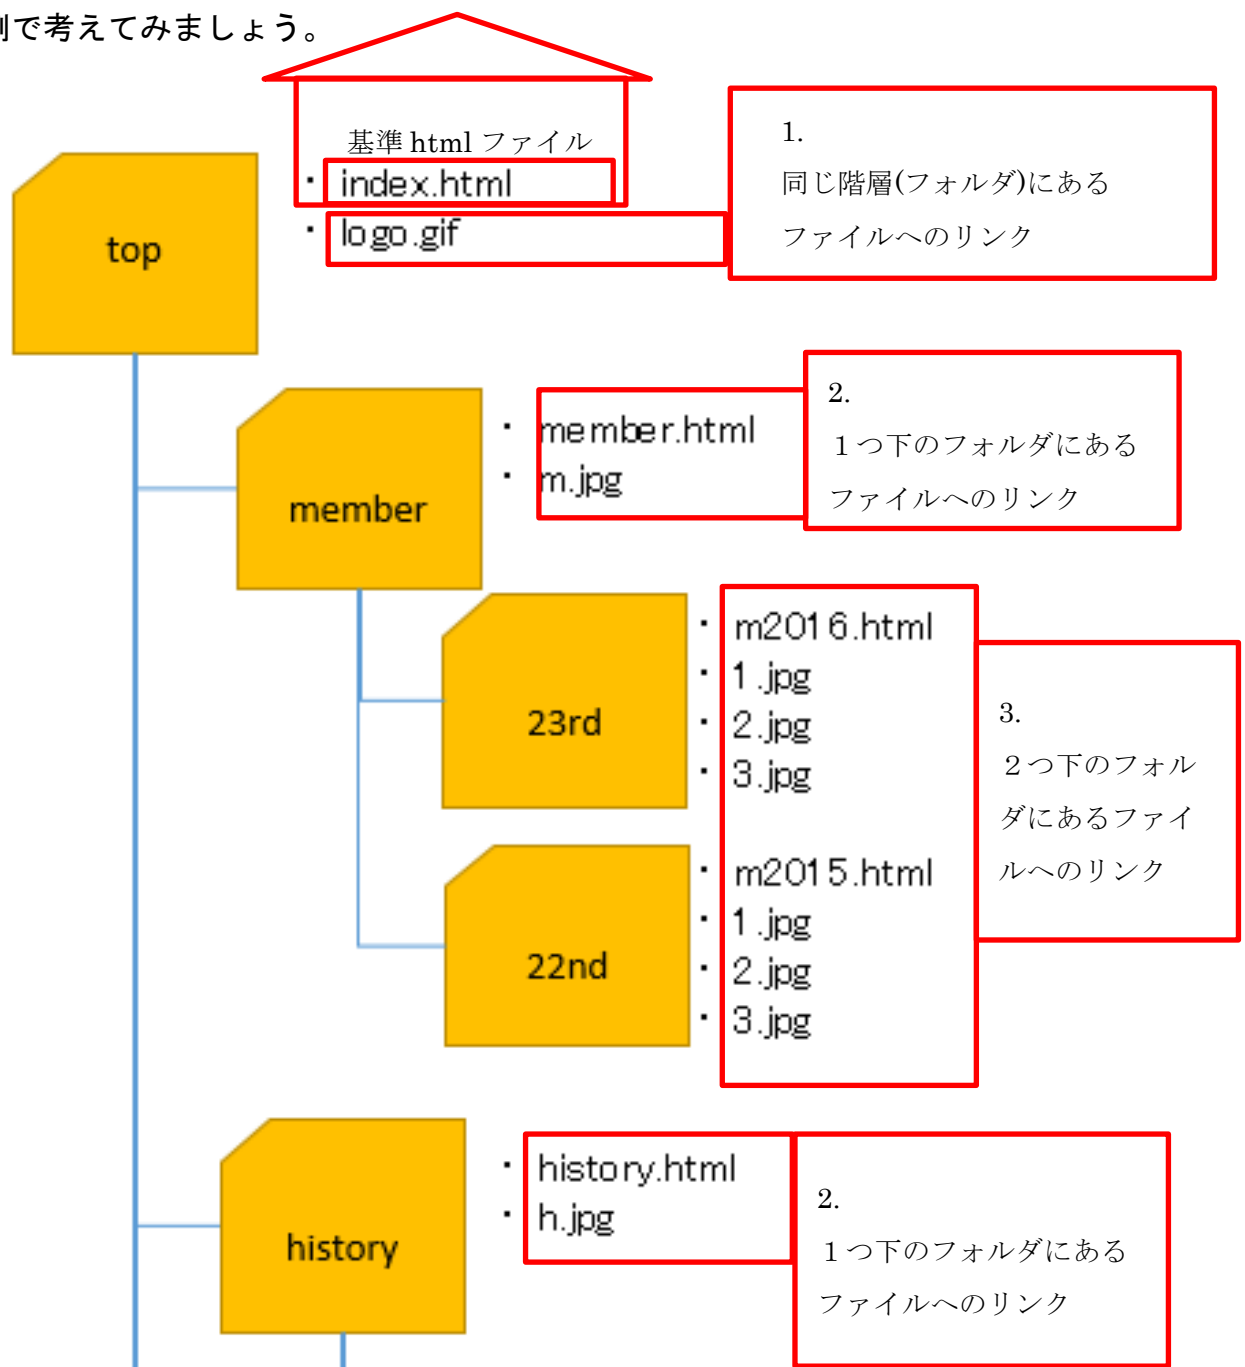 で考えてみましょう。
基準 html ファイル
・ index.html
・ logo.gif
1.
同じ階層(フォルダ)にある
ファイルへのリンク
top
・ member.html
・ m.jpg
2.
１つ下のフォルダにある
ファイルへのリンク
member
・ m2016.html
・ 1.jpg
・ 2.jpg
・ 3.jpg
23rd
3.
２つ下のフォル
ダにあるファイ
ルへのリンク
・ m2015.html
・ 1.jpg
・ 2.jpg
・ 3.jpg
22nd
・ history.html
・ h.jpg
history
2.
１つ下のフォルダにある
ファイルへのリンク